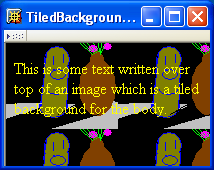 TiledBackgroun...
This is some text written over
top of an image which is a tiled
background for the body.